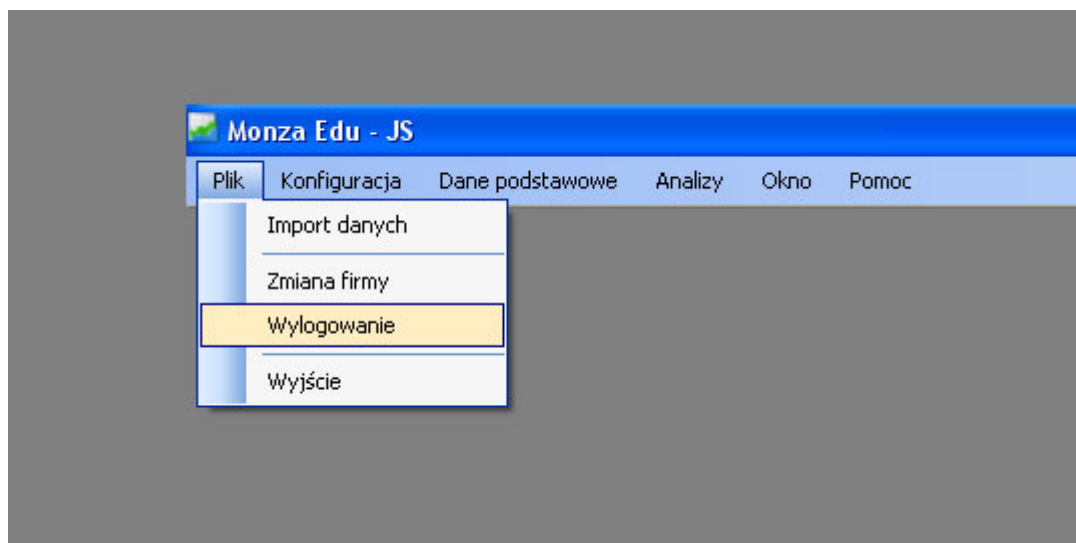 Monza Edu - JS
Plik Konfiguracja Dane podstawowe Analizy Okno Pomoc
Import danych
Zmiana firmy
Wylogowanie
Wyjście